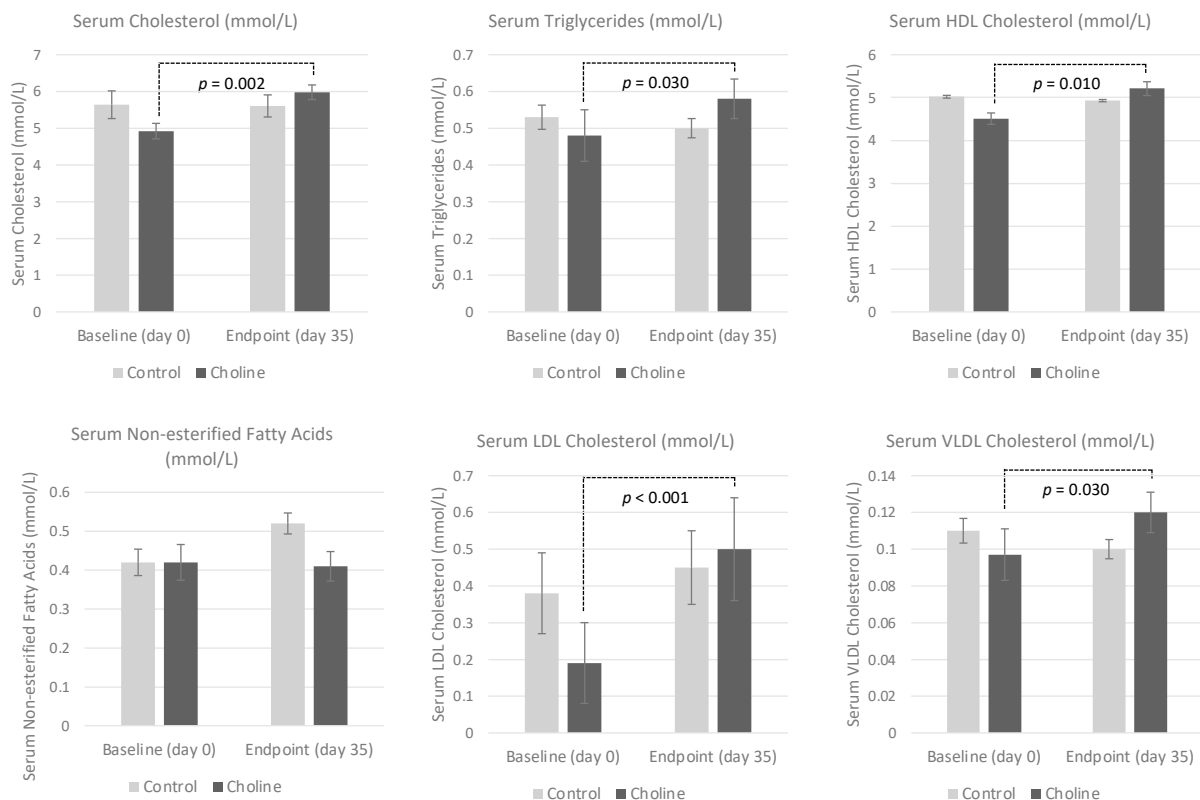 Serum Cholesterol (mmol/L)
Serum Cholesterol (mmol/L)
7
6
5
4
3
2
1
0
p = 0.002
Baseline (day 0)
Endpoint (day 35)
Control
Choline
Serum Triglycerides (mmol/L)
Serum Triglycerides (mmol/L)
0.7
0.6
0.5
0.4
0.3
0.2
0.1
0
p = 0.030
Baseline (day 0)
Endpoint (day 35)
Control
Choline
Serum HDL Cholesterol (mmol/L)
Serum HDL Cholesterol (mmol/L)
6
5
4
3
2
1
0
p = 0.010
Baseline (day 0)
Endpoint (day 35)
Control
Choline
Serum Non-esterified Fatty Acids
(mmol/L)
Serum Non-esterified Fatty Acids (mmol/L)
0.6
0.5
0.4
0.3
0.2
0.1
0
Baseline (day 0)
Endpoint (day 35)
Control
Choline
Serum LDL Cholesterol (mmol/L)
Serum LDL Cholesterol (mmol/L)
0.7
0.6
0.5
0.4
0.3
0.2
0.1
0
p < 0.001
Baseline (day 0)
Endpoint (day 35)
Control
Choline
Serum VLDL Cholesterol (mmol/L)
Serum VLDL Cholesterol (mmol/L)
0.14
0.12
0.1
0.08
0.06
0.04
0.02
0
p = 0.030
Baseline (day 0)
Endpoint (day 35)
Control
Choline